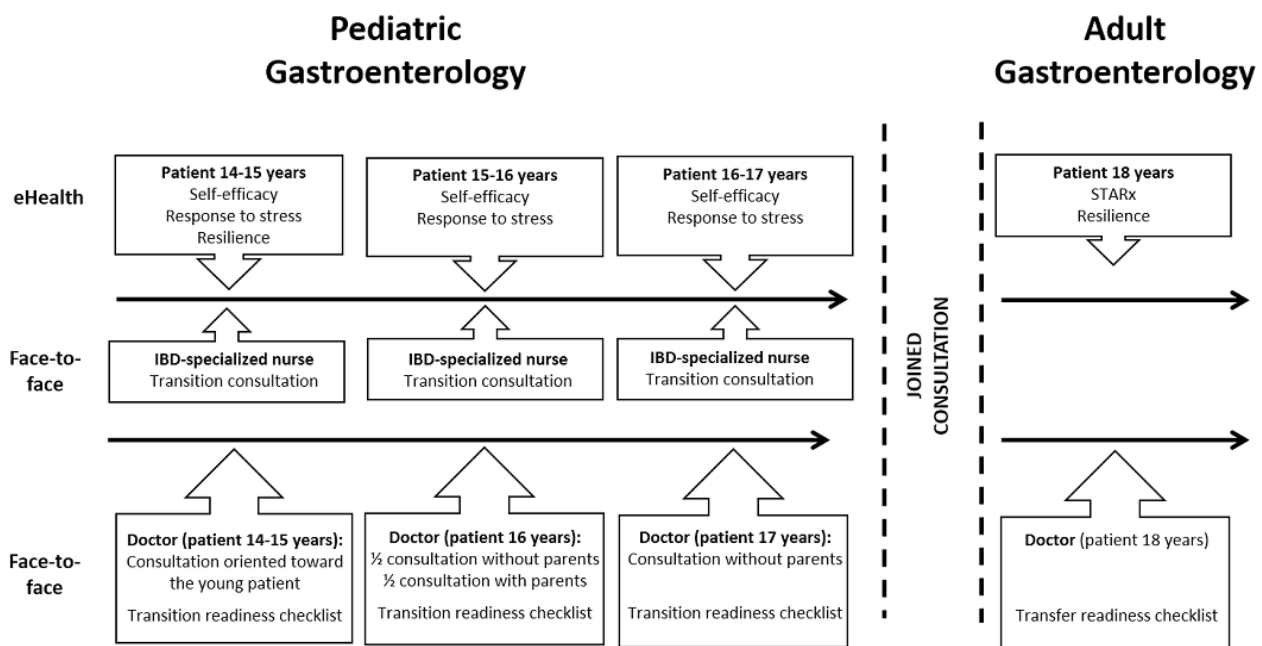 Pediatric
Gastroenterology
Adult
Gastroenterology
eHealth
Patient 14-15 years
Self-efficacy
Response to stress
Resilience
Patient 15-16 years
Self-efficacy
Response to stress
Patient 16-17 years
Self-efficacy
Response to stress
Patient 18 years
STARx
Resilience
Face-to-
face
IBD-specialized nurse
Transition consultation
IBD-specialized nurse
Transition consultation
IBD-specialized nurse
Transition consultation
JOINED
CONSULTATION
Face-to-
face
Doctor (patient 14-15 years):
Consultation oriented toward
the young patient
Transition readiness checklist
Doctor (patient 16 years):
½ consultation without parents
½ consultation with parents
Transition readiness checklist
Doctor (patient 17 years):
Consultation without parents
Transition readiness checklist
Doctor (patient 18 years)
Transfer readiness checklist